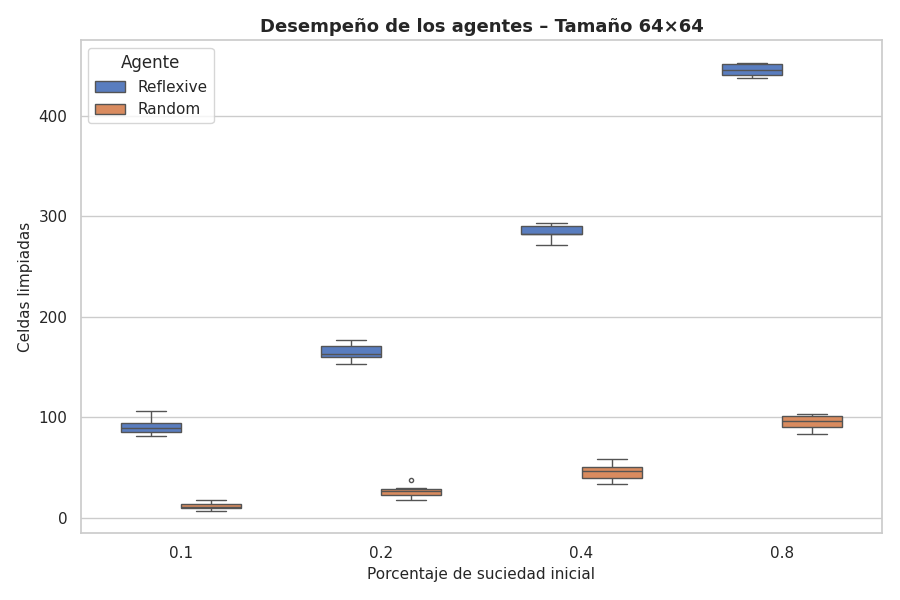 Desempeño de los agentes – Tamaño 64×64
Agente
Reflexive
Random
Celdas limpiadas
400
300
200
100
0
0.1
0.2
0.4
0.8
Porcentaje de suciedad inicial